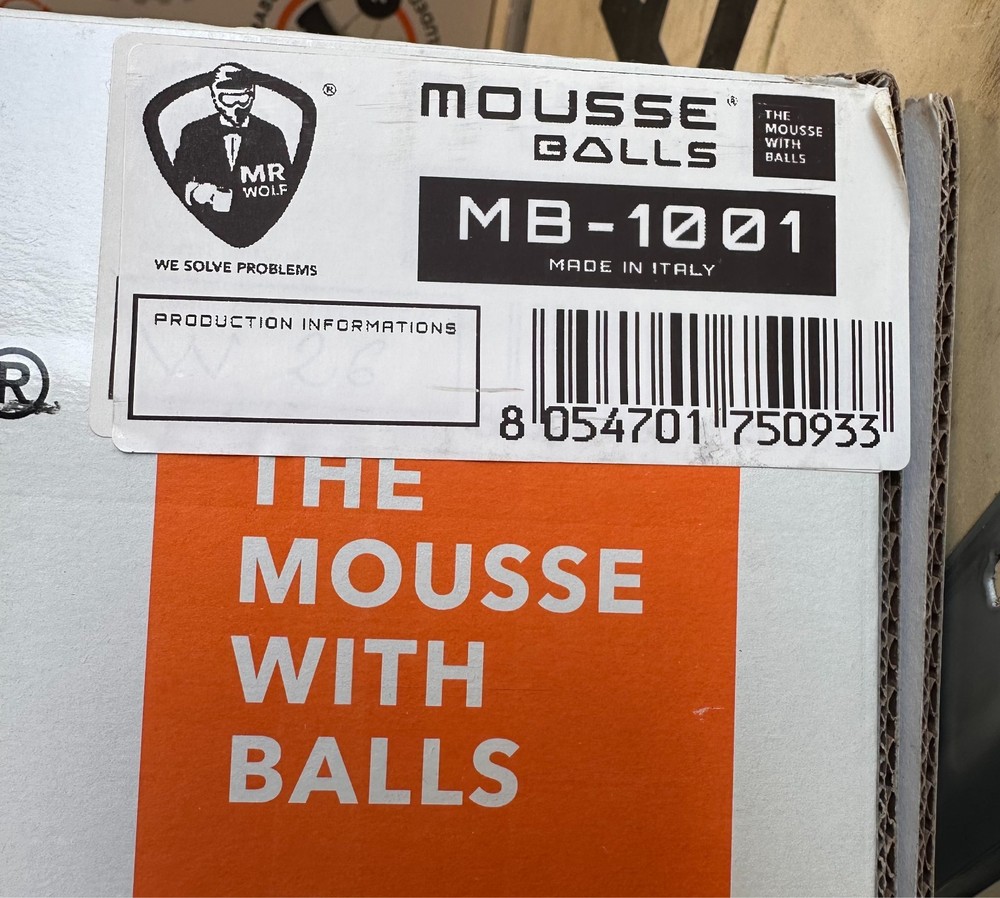 MR
WOLF
®
WE SOLVE PROBLEMS
MOUSSE®
BALLS
THE
MOUSSE
WITH
BALLS
MB-1001
MADE IN ITALY
PRODUCTION INFORMATIONS
W 26
8 054701 750933
®
THE
MOUSSE
WITH
BALLS